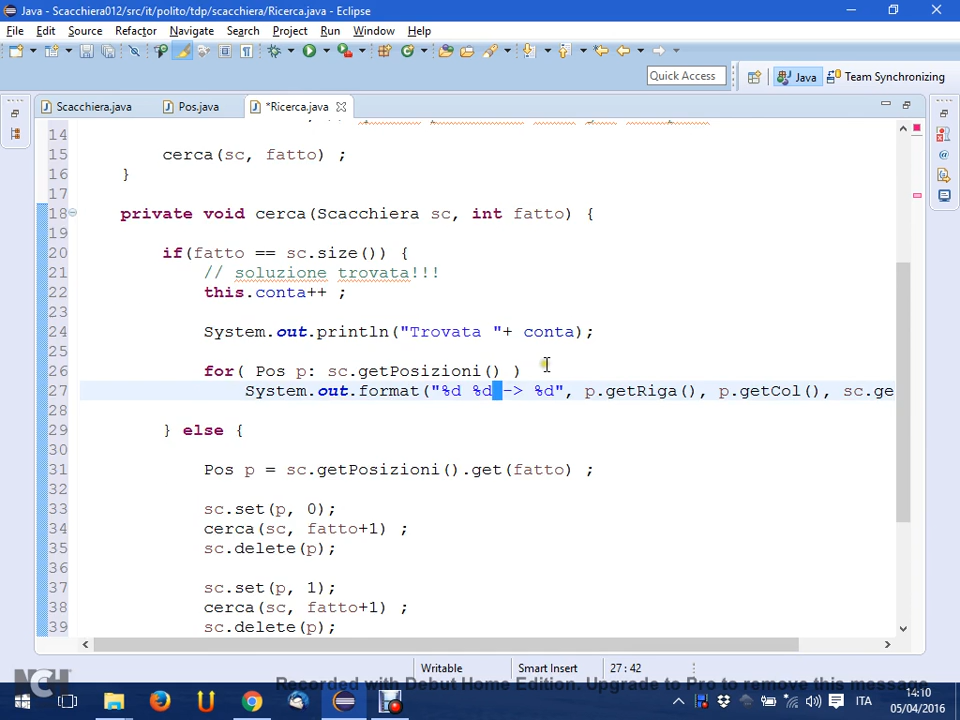 Java - Scacchiera012/src/it/polito/tdp/scacchiera/Ricerca.java - Eclipse
File Edit Source Refactor Navigate Search Project Run Window Help
Quick Access
Java
Team Synchronizing
Scacchiera.java
Pos.java
*Ricerca.java
14
15 cerca(sc, fatto) ;
16 }
17
18 private void cerca(Scacchiera sc, int fatto) {
19
20 if(fatto == sc.size()) {
21 // soluzione trovata!!!
22 this.conta++ ;
23
24 System.out.println("Trovata "+ conta);
25
26 for( Pos p: sc.getPosizioni() )
27 System.out.format("%d %d -> %d", p.getRiga(), p.getCol(), sc.ge
28
29 } else {
30
31 Pos p = sc.getPosizioni().get(fatto) ;
32
33 sc.set(p, 0);
34 cerca(sc, fatto+1) ;
35 sc.delete(p);
36
37 sc.set(p, 1);
38 cerca(sc, fatto+1) ;
39 sc.delete(p);
Writable Smart Insert 27 : 42
NCH
Recorded with Debut Home Edition. Upgrade to Pro to remove this message
ITA
14:10
05/04/2016